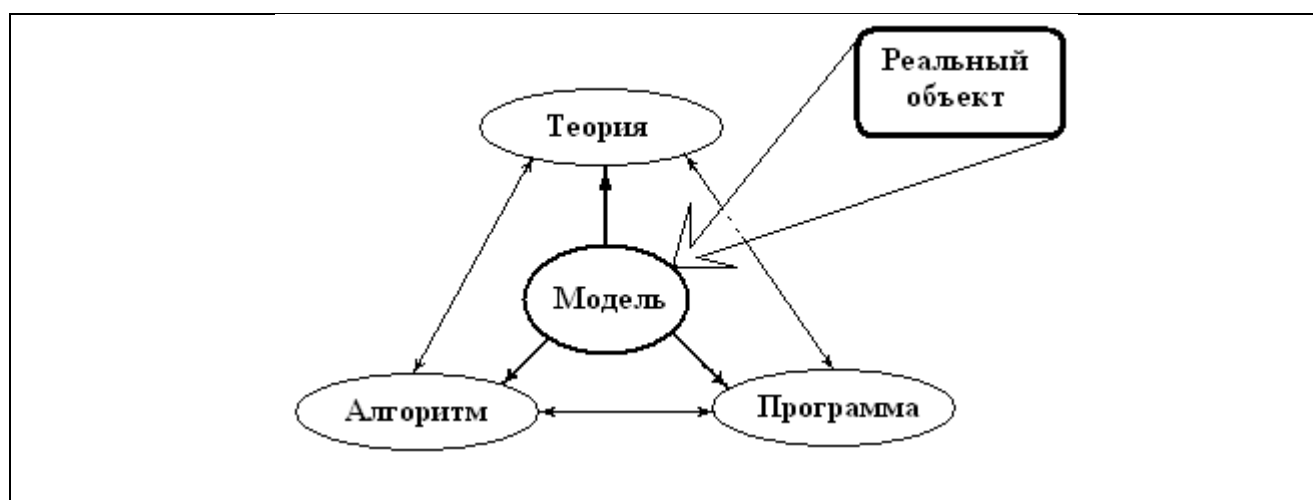 Реальный
объект
Теория
Модель
Алгоритм
Программа